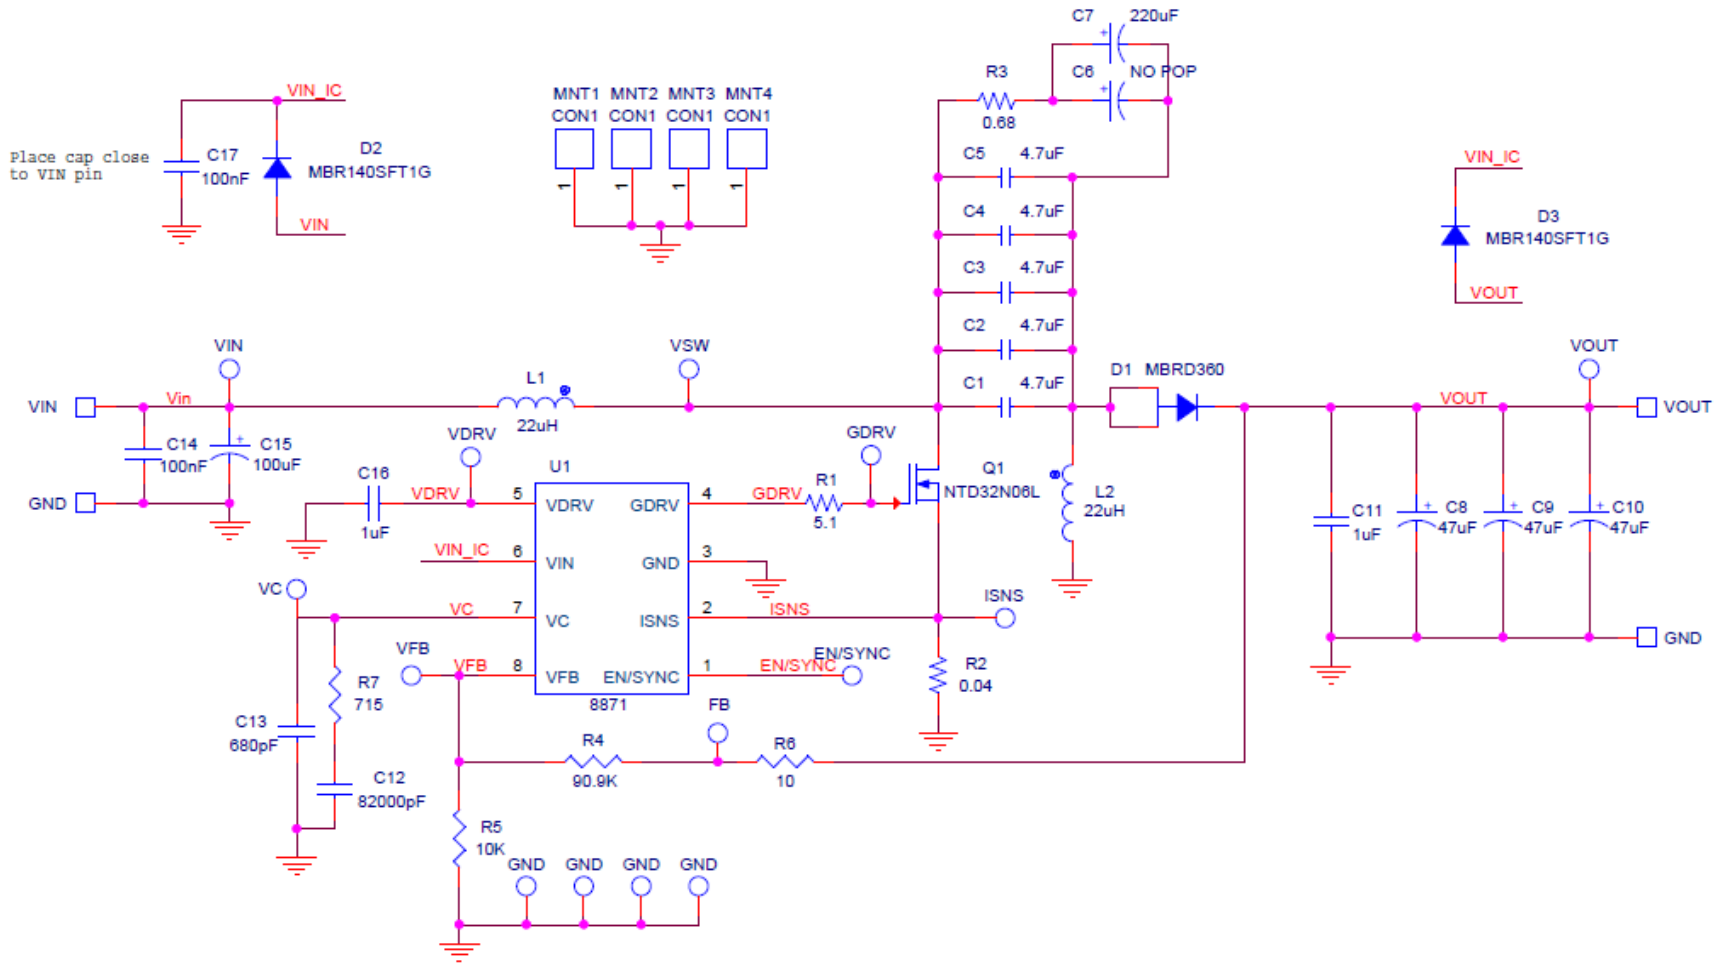 C7 220uF
C6 NO POP
R3
0.68
VIN_IC
C17
100nF
D2
MBR140SFT1G
Place cap close
to VIN pin
VIN
MNT1 MNT2 MNT3 MNT4
CON1 CON1 CON1 CON1
1 1 1 1
C5 4.7uF
C4 4.7uF
C3 4.7uF
C2 4.7uF
C1 4.7uF
VIN_IC
D3
MBR140SFT1G
VOUT
VIN
VIN
Vin
C14
100nF
C15
100uF
GND
L1
22uH
VSW
D1 MBRD360
VOUT
VOUT
VOUT
VDRV
C16
1uF
VDRV
U1
5 VDRV
6 VIN
7 VC
8 VFB
GDRV 4
GND 3
ISNS 2
EN/SYNC 1
8871
VIN_IC
VC
VC
VFB
VFB
GDRV
GDRV
R1
5.1
Q1
NTD32N06L
L2
22uH
ISNS
ISNS
EN/SYNC
EN/SYNC
R2
0.04
C11
1uF
C8
47uF
C9
47uF
C10
47uF
GND
R7
715
C13
680pF
C12
82000pF
FB
R4
90.9K
R6
10
R5
10K
GND GND GND GND